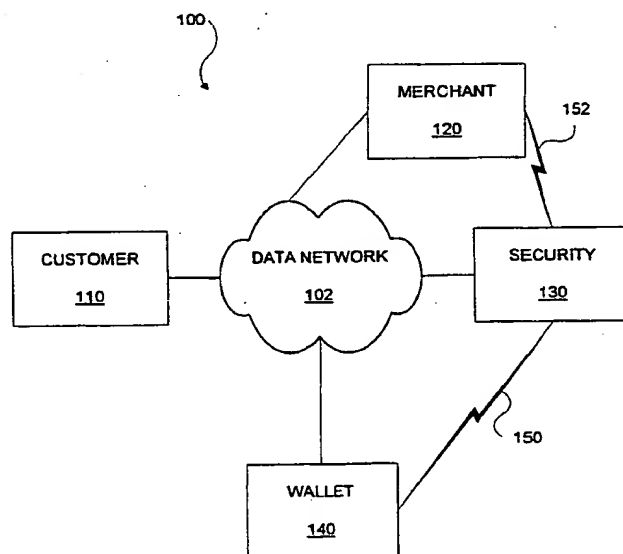 100
MERCHANT
120
152
CUSTOMER
110
DATA NETWORK
102
SECURITY
130
150
WALLET
140